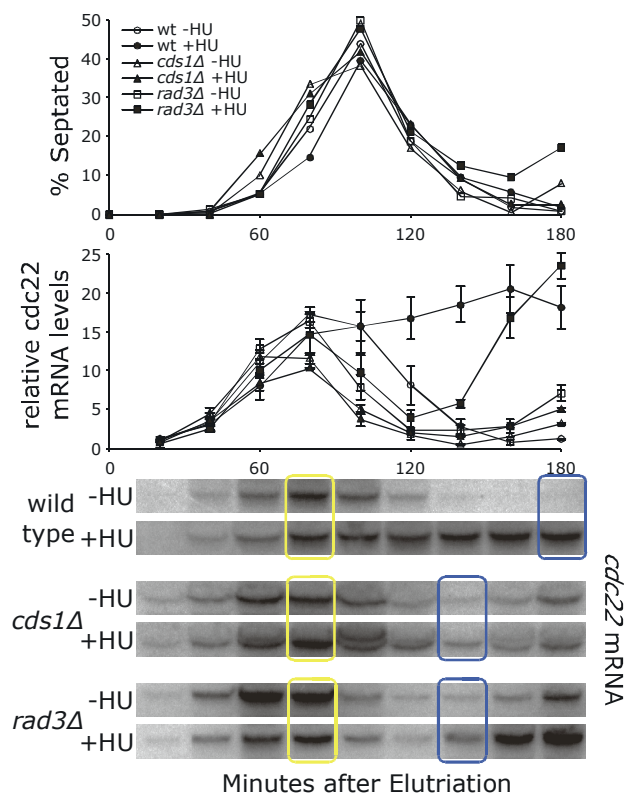 50
40
30
20
10
0
% Septated
wt -HU
wt +HU
cds1Δ -HU
cds1Δ +HU
rad3Δ -HU
rad3Δ +HU
0 60 120 180
25
20
15
10
5
0
relative cdc22
mRNA levels
0 60 120 180
wild
type
-HU
+HU
cds1Δ
-HU
+HU
rad3Δ
-HU
+HU
cdc22 mRNA
Minutes after Elutriation